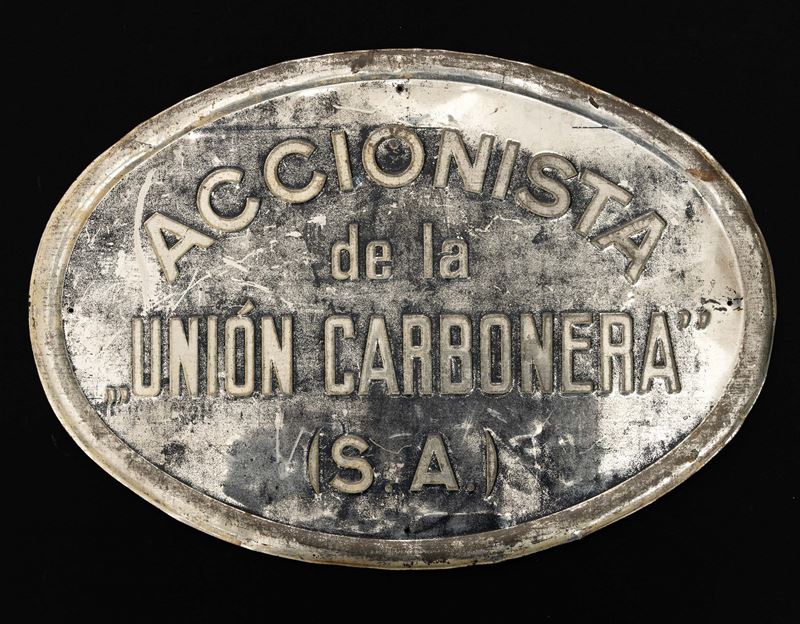 ACCIONISTA
de la
„UNIÓN CARBONERA”
(S.A.)